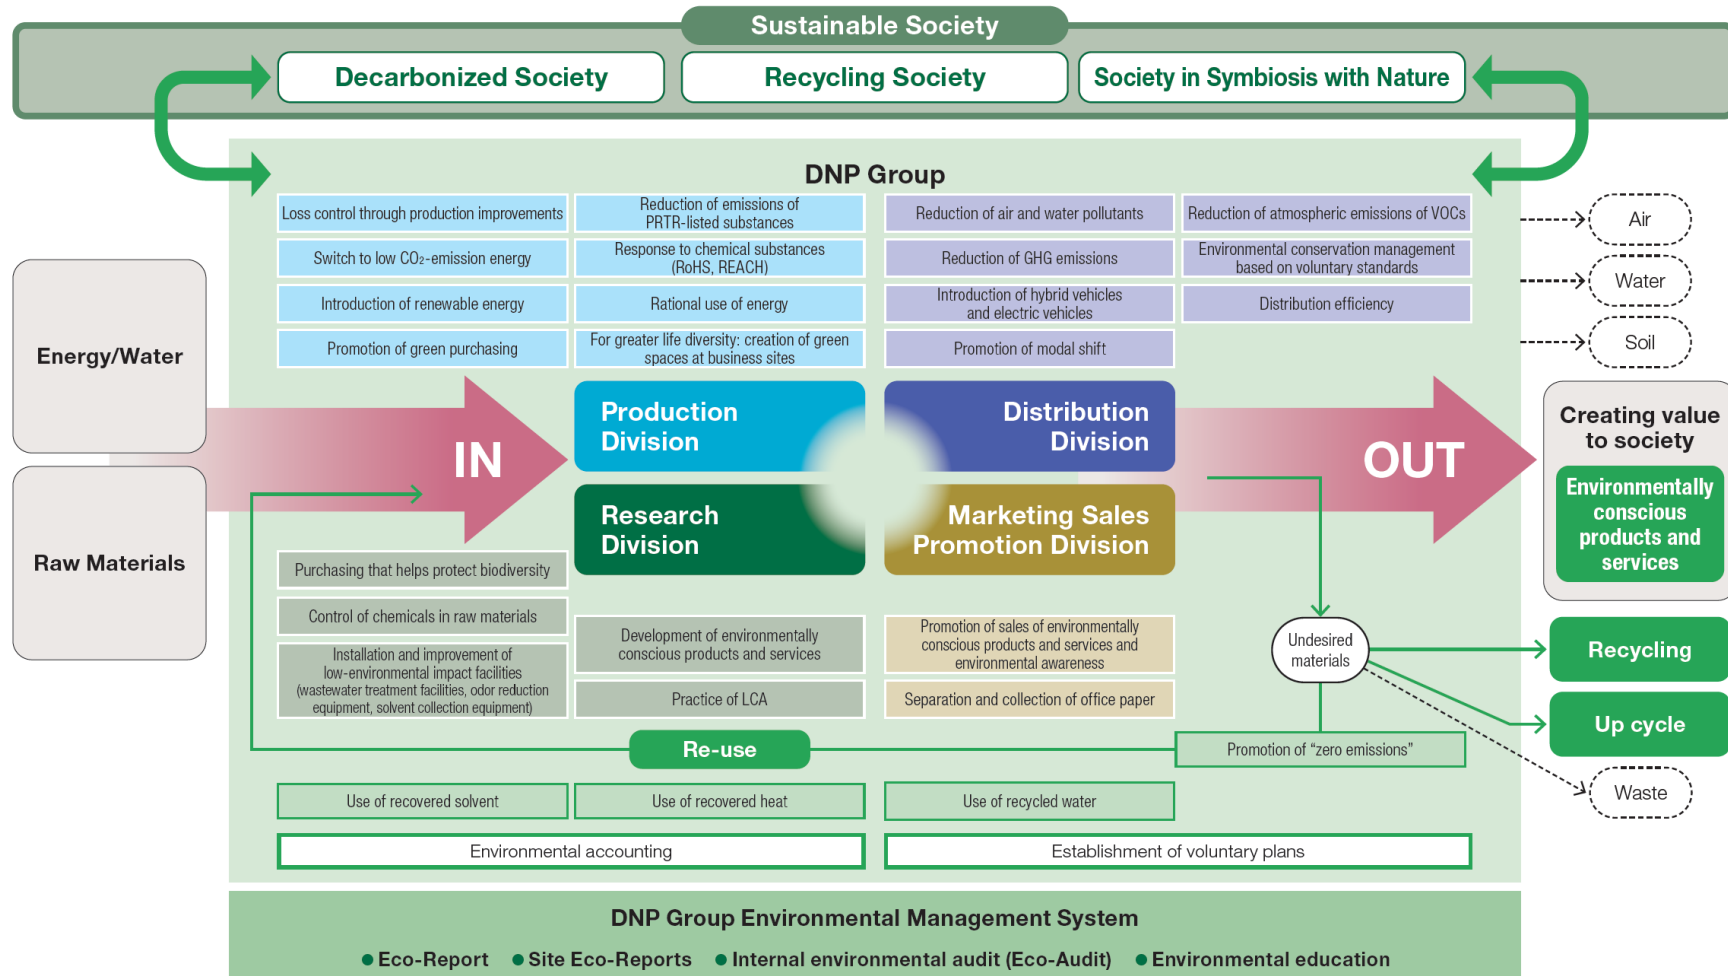 Sustainable Society
Decarbonized Society
Recycling Society
Society in Symbiosis with Nature
DNP Group
Loss control through production improvements
Switch to low CO₂-emission energy
Introduction of renewable energy
Promotion of green purchasing
Reduction of emissions of
PRTR-listed substances
Response to chemical substances
(RoHS, REACH)
Rational use of energy
For greater life diversity: creation of green
spaces at business sites
Reduction of air and water pollutants
Reduction of GHG emissions
Introduction of hybrid vehicles
and electric vehicles
Promotion of modal shift
Reduction of atmospheric emissions of VOCs
Environmental conservation management
based on voluntary standards
Distribution efficiency
Air
Water
Soil
Energy/Water
Raw Materials
IN
Production
Division
Distribution
Division
Research
Division
Marketing Sales
Promotion Division
OUT
Creating value
to society
Environmentally
conscious
products and
services
Purchasing that helps protect biodiversity
Control of chemicals in raw materials
Installation and improvement of
low-environmental impact facilities
(wastewater treatment facilities, odor reduction
equipment, solvent collection equipment)
Development of environmentally
conscious products and services
Practice of LCA
Promotion of sales of environmentally
conscious products and services and
environmental awareness
Separation and collection of office paper
Undesired
materials
Recycling
Up cycle
Waste
Re-use
Promotion of “zero emissions”
Use of recovered solvent
Use of recovered heat
Use of recycled water
Environmental accounting
Establishment of voluntary plans
DNP Group Environmental Management System
● Eco-Report ● Site Eco-Reports ● Internal environmental audit (Eco-Audit) ● Environmental education